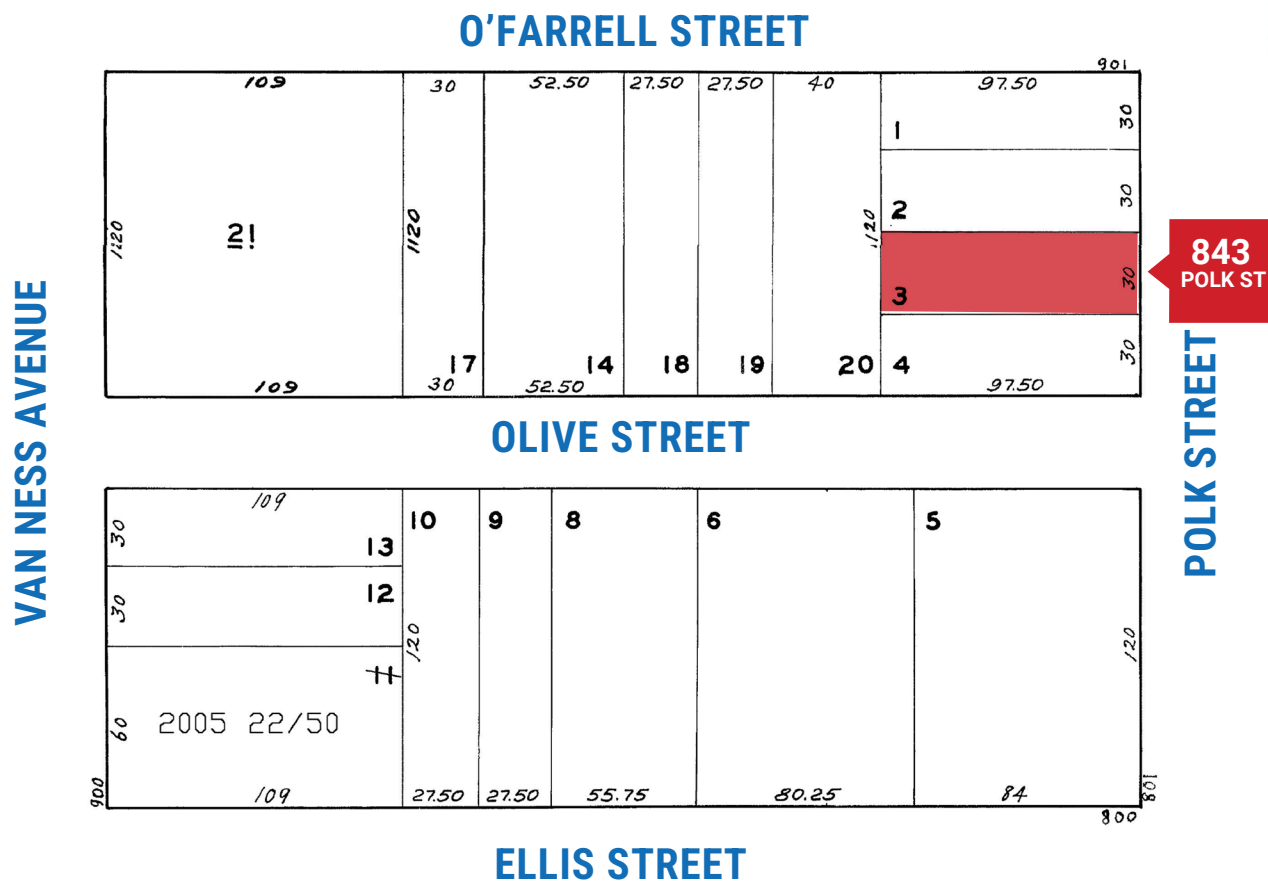 O'FARRELL STREET
901
109 30 52.50 27.50 27.50 40 97.50
30
1
30
2
120 21 120 120
843
POLK ST
30
3
30
17 14 18 19 20 4
109 30 52.50 97.50
VAN NESS AVENUE
OLIVE STREET
POLK STREET
109
10 9 8 6 5
30
13
12
30
120 120
11
2005 22/50
60
109 27.50 27.50 55.75 80.25 84
900 801
800
ELLIS STREET